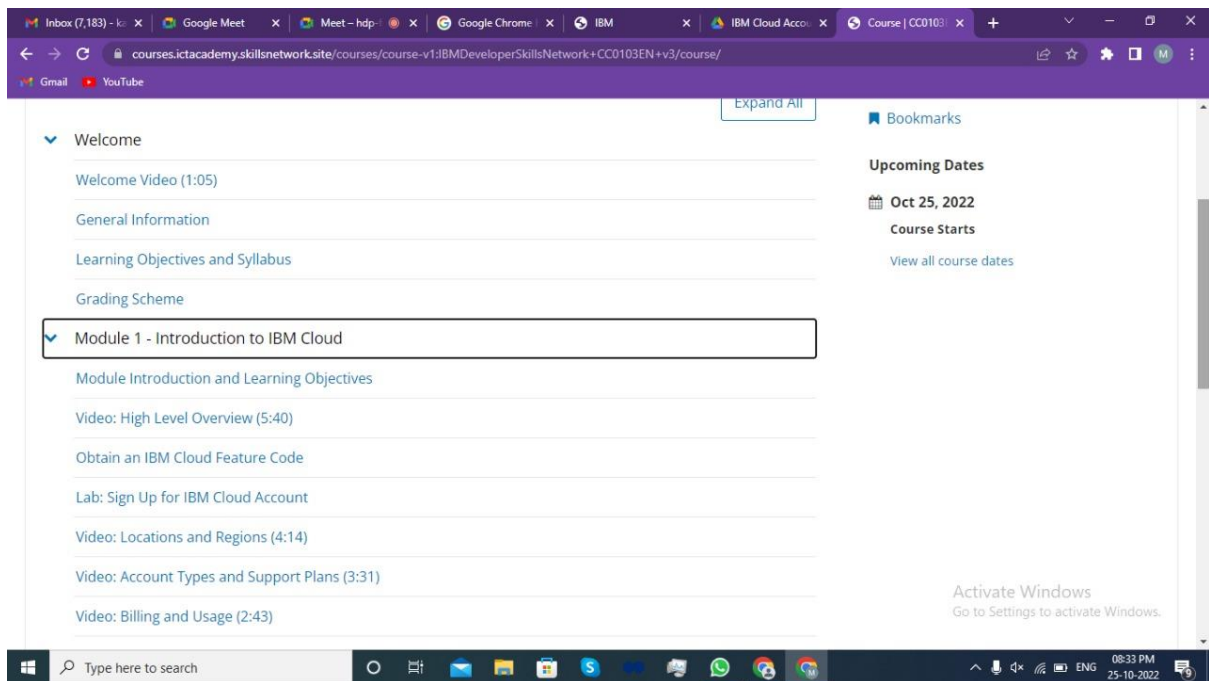 Inbox (7,183) - ka
Google Meet
Meet – hdp-
Google Chrome
IBM
IBM Cloud Accou
Course | CC0103
courses.ictacademy.skillsnetwork.site/courses/course-v1:IBMDeveloperSkillsNetwork+CC0103EN+v3/course/
M
Gmail
YouTube
Expand All
Bookmarks
Welcome
Upcoming Dates
Welcome Video (1:05)
Oct 25, 2022
General Information
Course Starts
Learning Objectives and Syllabus
View all course dates
Grading Scheme
Module 1 - Introduction to IBM Cloud
Module Introduction and Learning Objectives
Video: High Level Overview (5:40)
Obtain an IBM Cloud Feature Code
Lab: Sign Up for IBM Cloud Account
Video: Locations and Regions (4:14)
Video: Account Types and Support Plans (3:31)
Video: Billing and Usage (2:43)
Activate Windows
Go to Settings to activate Windows.
Type here to search
ENG
08:33 PM
25-10-2022